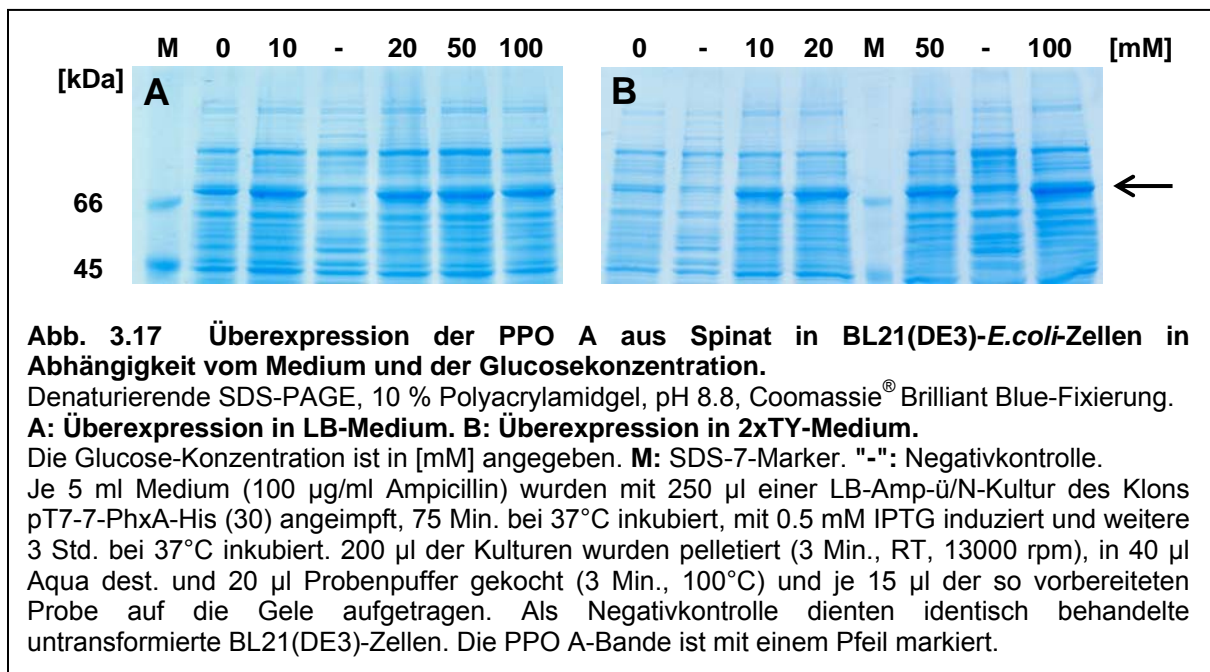 M 0 10 - 20 50 100 0 - 10 20 M 50 - 100 [mM]
[kDa]
A B
66
45
Abb. 3.17 Überexpression der PPO A aus Spinat in BL21(DE3)-E.coli-Zellen in
Abhängigkeit vom Medium und der Glucosekonzentration.
Denaturierende SDS-PAGE, 10 % Polyacrylamidgel, pH 8.8, Coomassie® Brilliant Blue-Fixierung.
A: Überexpression in LB-Medium. B: Überexpression in 2xTY-Medium.
Die Glucose-Konzentration ist in [mM] angegeben. M: SDS-7-Marker. "-": Negativkontrolle.
Je 5 ml Medium (100 µg/ml Ampicillin) wurden mit 250 µl einer LB-Amp-ü/N-Kultur des Klons
pT7-7-PhxA-His (30) angeimpft, 75 Min. bei 37°C inkubiert, mit 0.5 mM IPTG induziert und weitere
3 Std. bei 37°C inkubiert. 200 µl der Kulturen wurden pelletiert (3 Min., RT, 13000 rpm), in 40 µl
Aqua dest. und 20 µl Probenpuffer gekocht (3 Min., 100°C) und je 15 µl der so vorbereiteten
Probe auf die Gele aufgetragen. Als Negativkontrolle dienten identisch behandelte
untransformierte BL21(DE3)-Zellen. Die PPO A-Bande ist mit einem Pfeil markiert.